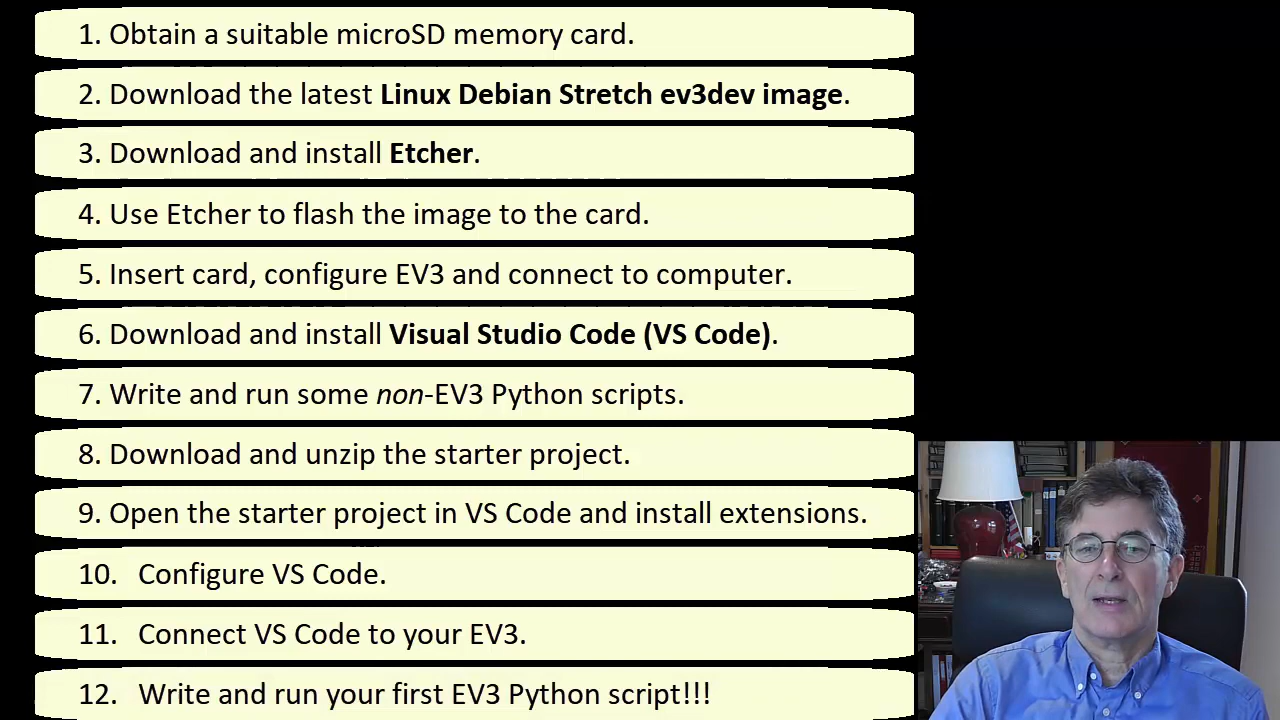 1. Obtain a suitable microSD memory card.
2. Download the latest Linux Debian Stretch ev3dev image.
3. Download and install Etcher.
4. Use Etcher to flash the image to the card.
5. Insert card, configure EV3 and connect to computer.
6. Download and install Visual Studio Code (VS Code).
7. Write and run some non-EV3 Python scripts.
8. Download and unzip the starter project.
9. Open the starter project in VS Code and install extensions.
10. Configure VS Code.
11. Connect VS Code to your EV3.
12. Write and run your first EV3 Python script!!!